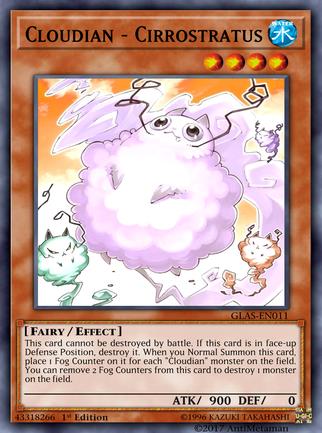 Cloudian - Cirrostratus
WATER
水
GLAS-EN011
[ Fairy / Effect ]
This card cannot be destroyed by battle. If this card is in face-up
Defense Position, destroy it. When you Normal Summon this card,
place 1 Fog Counter on it for each "Cloudian" monster on the field.
You can remove 2 Fog Counters from this card to destroy 1 monster
on the field.
ATK/ 900 DEF/ 0
43318266 1st Edition ©1996 KAZUKI TAKAHASHI
©2017 AntiMetaman